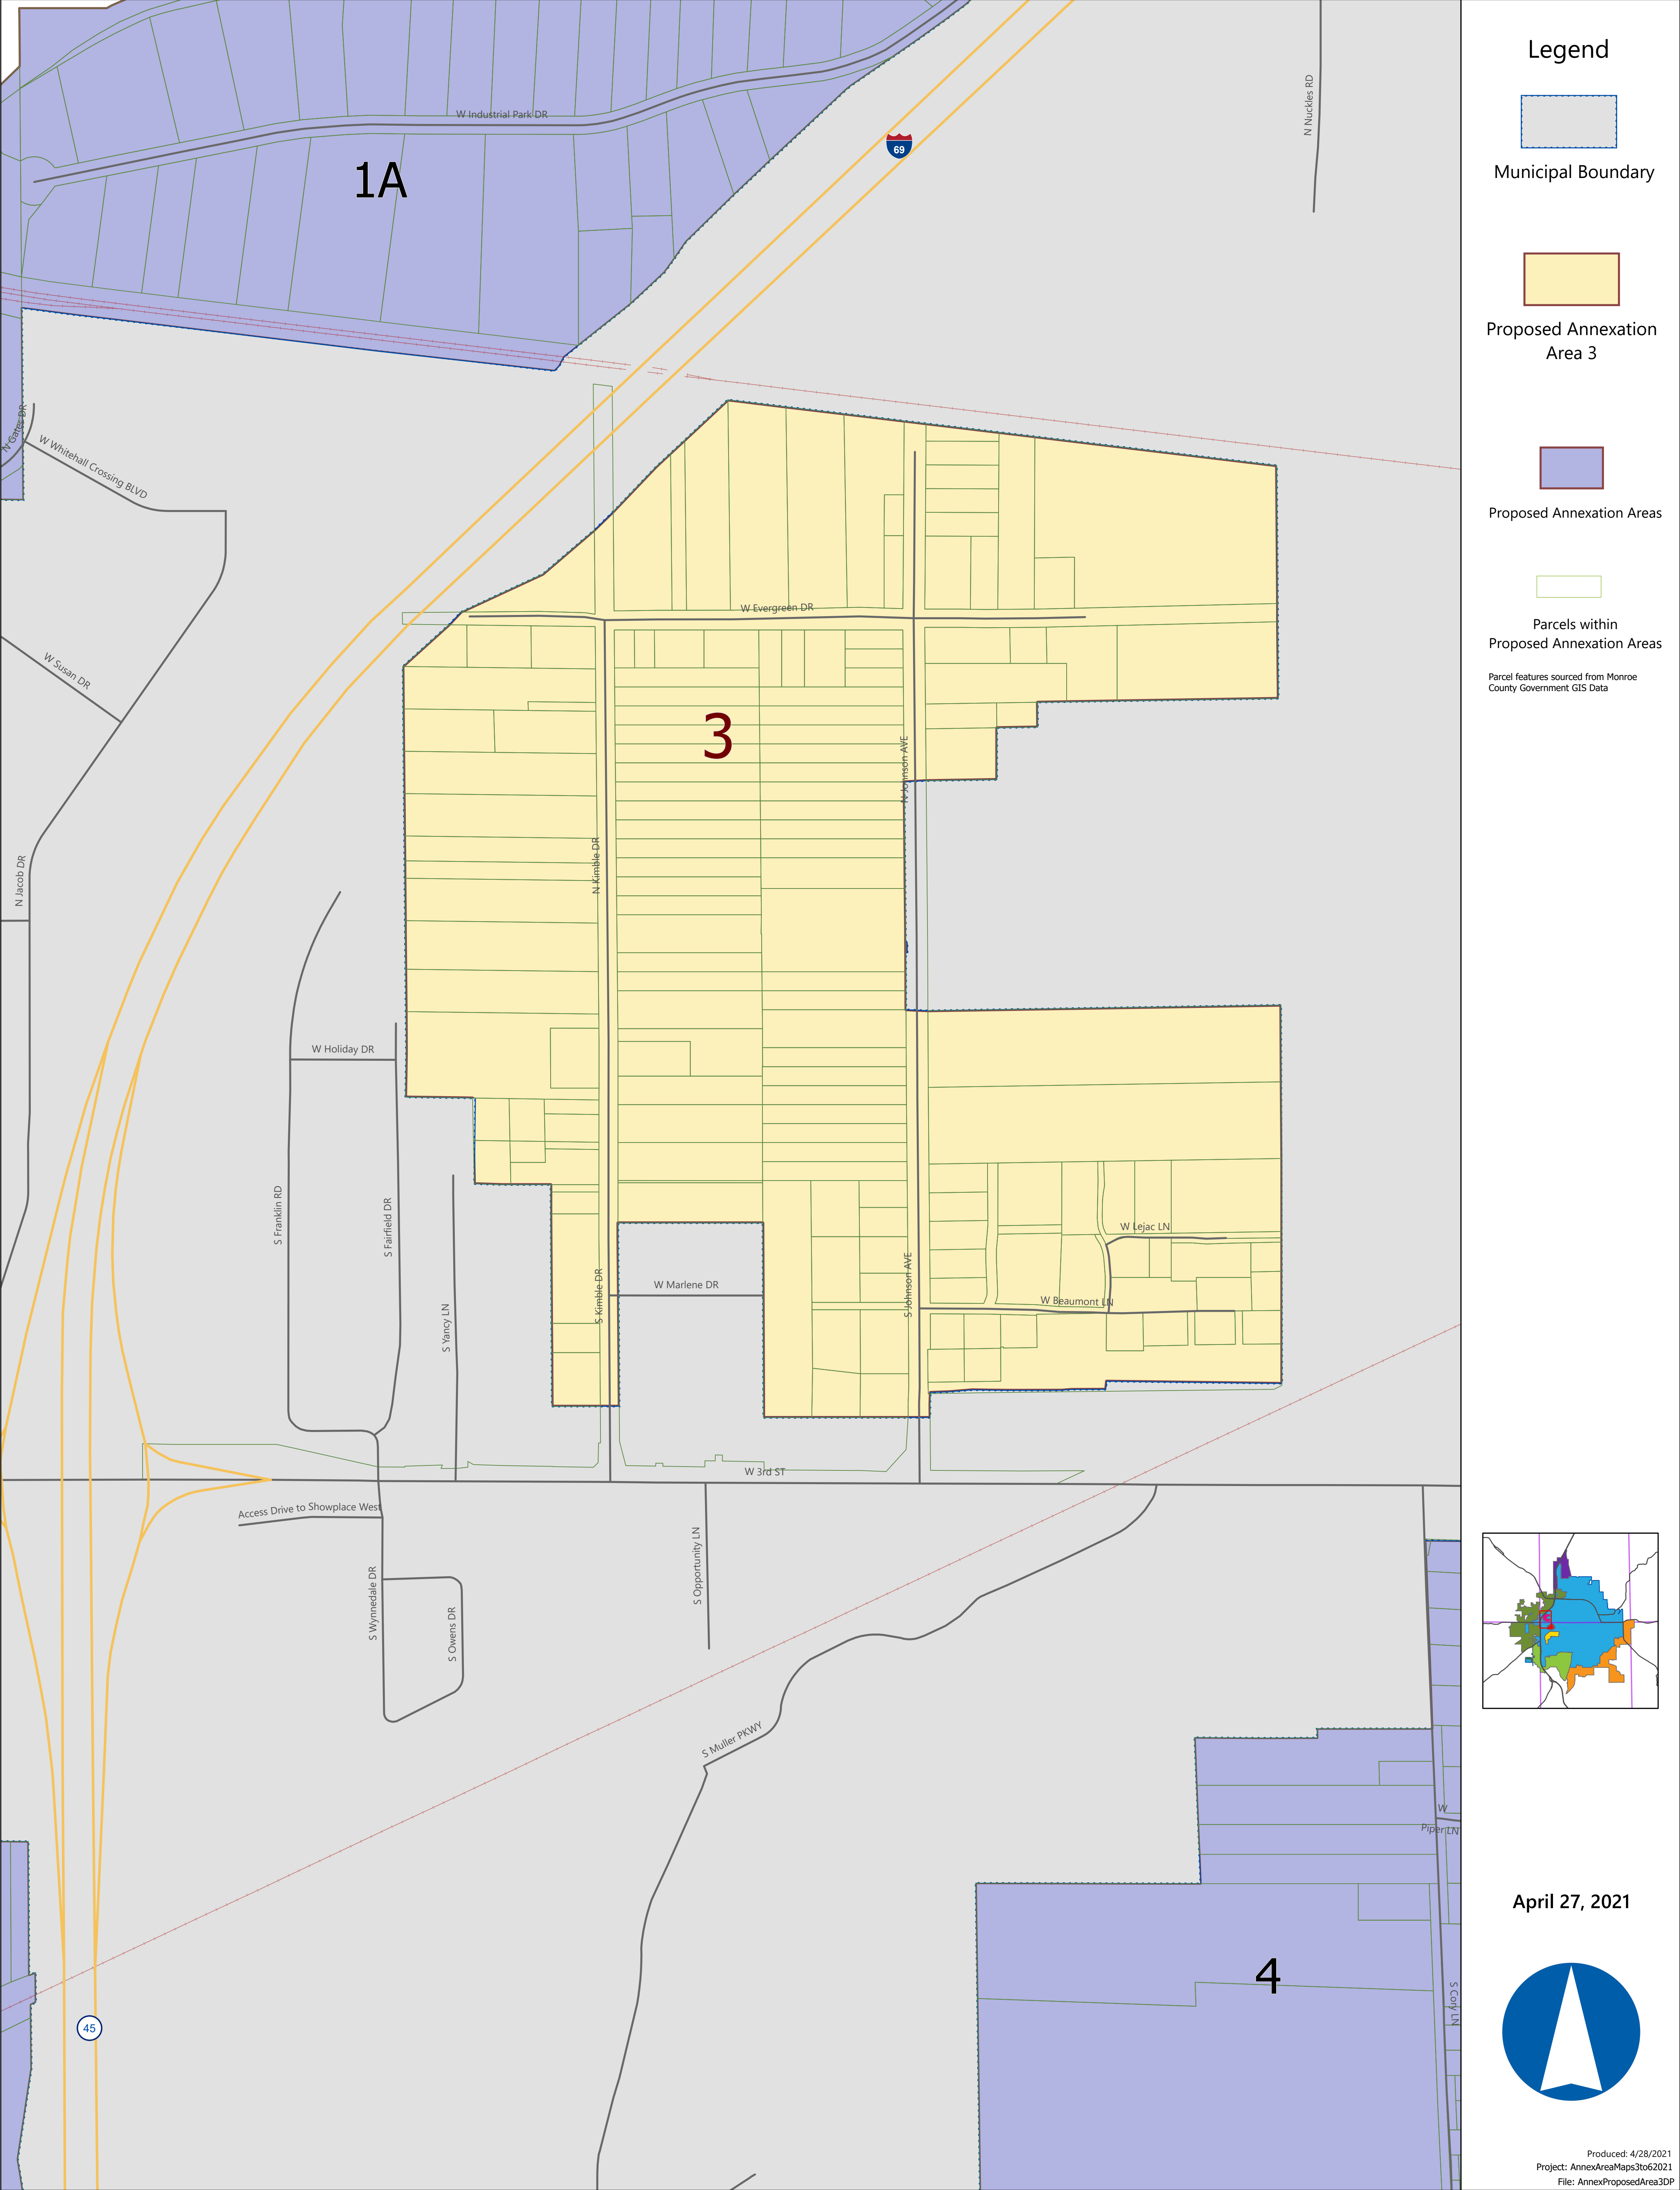 W Industrial Park DR
1A
69
N Nuckles RD
N Gates DR
W Whitehall Crossing BLVD
W Susan DR
N Jacob DR
W Evergreen DR
3
N Johnson AVE
N Kimble DR
W Holiday DR
S Franklin RD
S Fairfield DR
S Yancy LN
S Kimble DR
W Marlene DR
S Johnson AVE
W Lejac LN
W Beaumont LN
W 3rd ST
Access Drive to Showplace West
S Wynnedale DR
S Owens DR
S Opportunity LN
S Muller PKWY
W
Piper LN
S Cory LN
4
45
Legend
Municipal Boundary
Proposed Annexation
Area 3
Proposed Annexation Areas
Parcels within
Proposed Annexation Areas
Parcel features sourced from Monroe
County Government GIS Data
April 27, 2021
Produced: 4/28/2021
Project: AnnexAreaMaps3to62021
File: AnnexProposedArea3DP